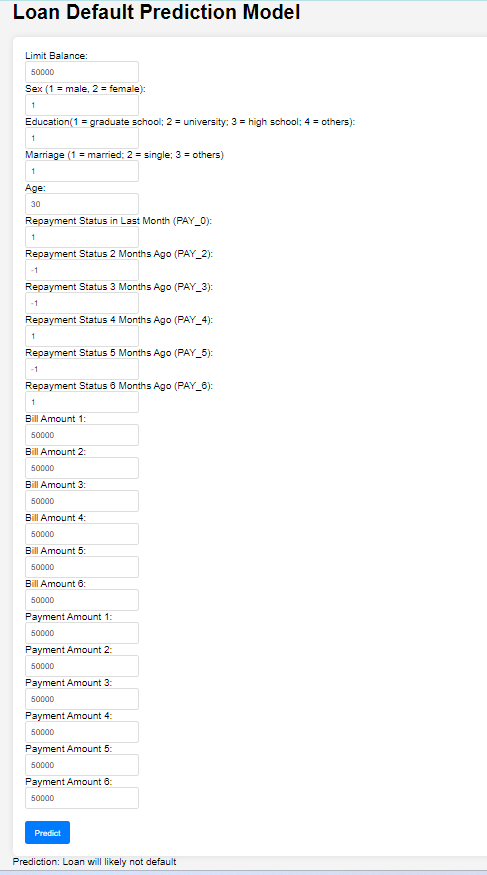 Loan Default Prediction Model
Limit Balance:
50000
Sex (1 = male, 2 = female):
1
Education(1 = graduate school; 2 = university; 3 = high school; 4 = others):
1
Marriage (1 = married; 2 = single; 3 = others)
1
Age:
30
Repayment Status in Last Month (PAY_0):
1
Repayment Status 2 Months Ago (PAY_2):
-1
Repayment Status 3 Months Ago (PAY_3):
-1
Repayment Status 4 Months Ago (PAY_4):
1
Repayment Status 5 Months Ago (PAY_5):
-1
Repayment Status 6 Months Ago (PAY_6):
1
Bill Amount 1:
50000
Bill Amount 2:
50000
Bill Amount 3:
50000
Bill Amount 4:
50000
Bill Amount 5:
50000
Bill Amount 6:
50000
Payment Amount 1:
50000
Payment Amount 2:
50000
Payment Amount 3:
50000
Payment Amount 4:
50000
Payment Amount 5:
50000
Payment Amount 6:
50000
Predict
Prediction: Loan will likely not default